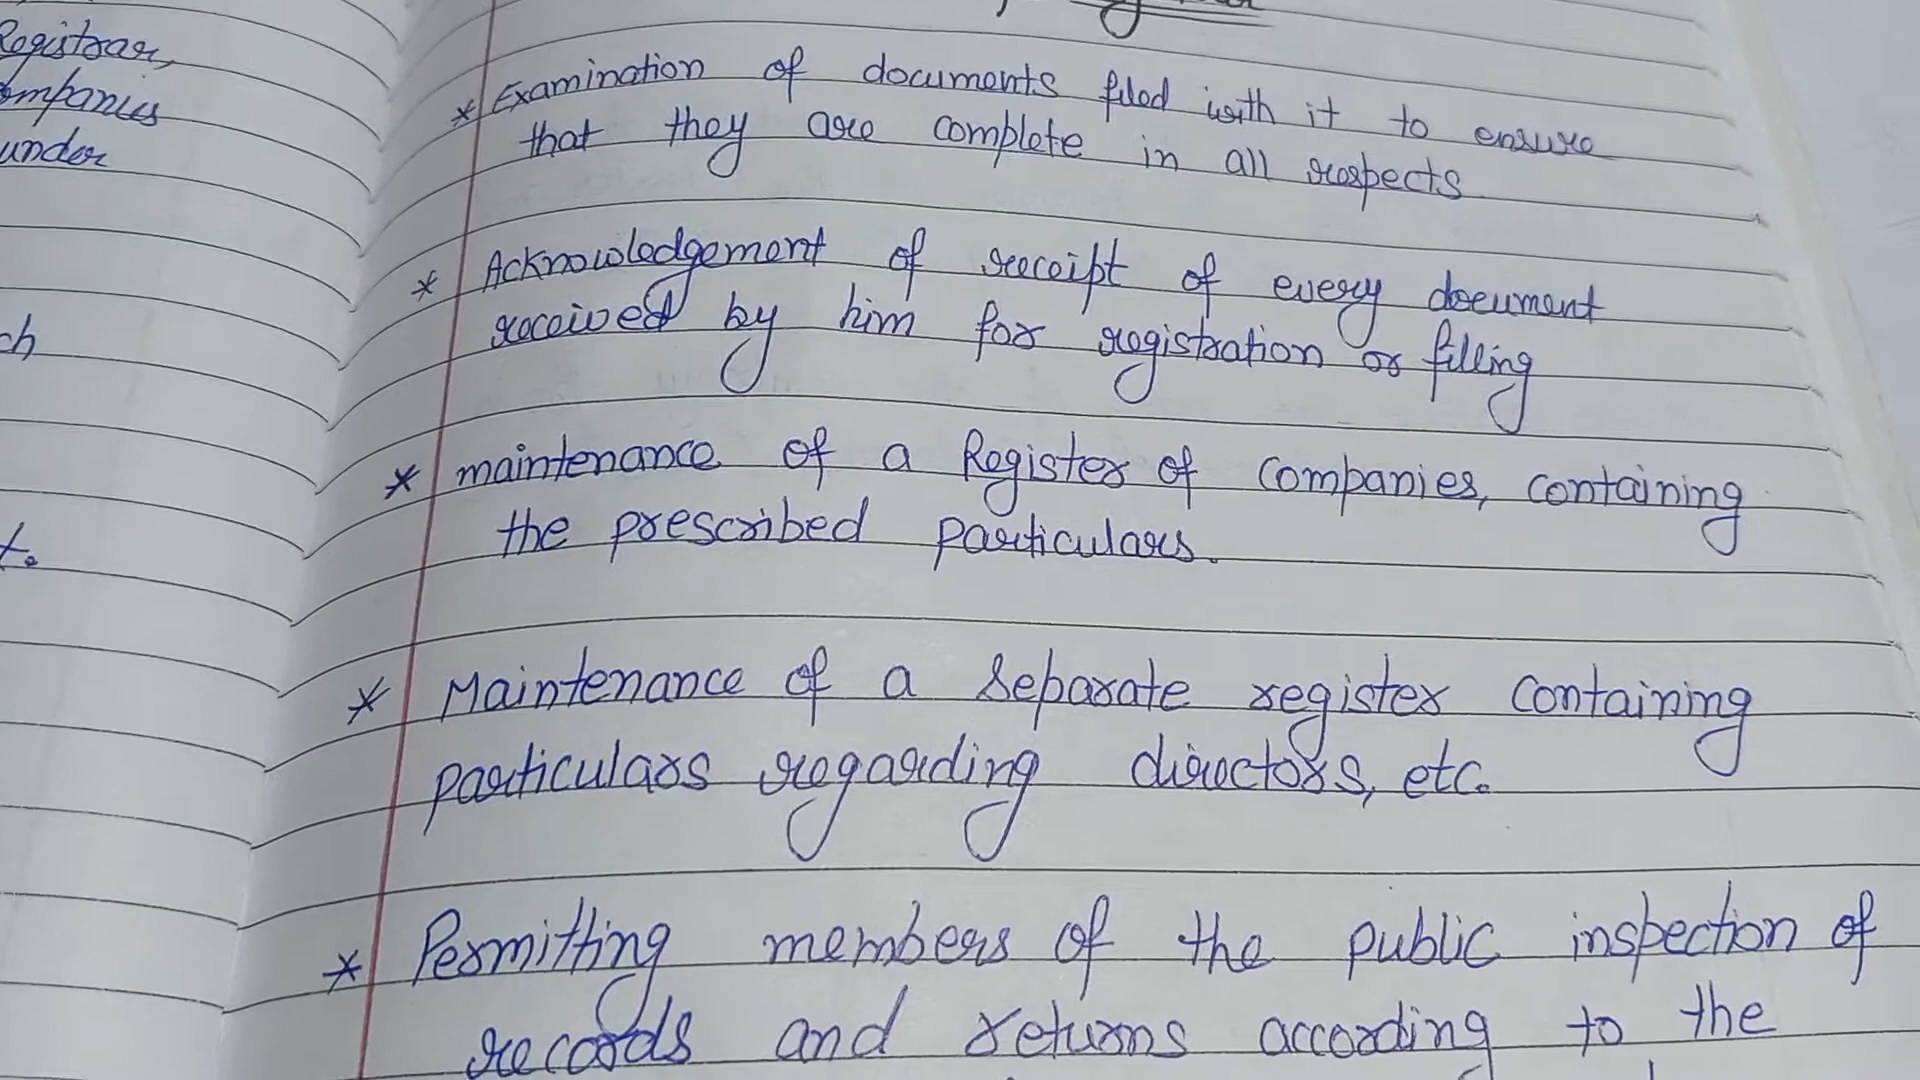 Registrar,
ompanies
under
ch
t.
* Examination of documents filed with it to ensure
that they are complete in all respects
* Acknowledgement of receipt of every document
received by him for registration or filling
* maintenance of a Register of companies, containing
the prescribed particulars.
* Maintenance of a separate register containing
particulars regarding directors, etc.
* Permitting members of the public inspection of
records and returns according to the